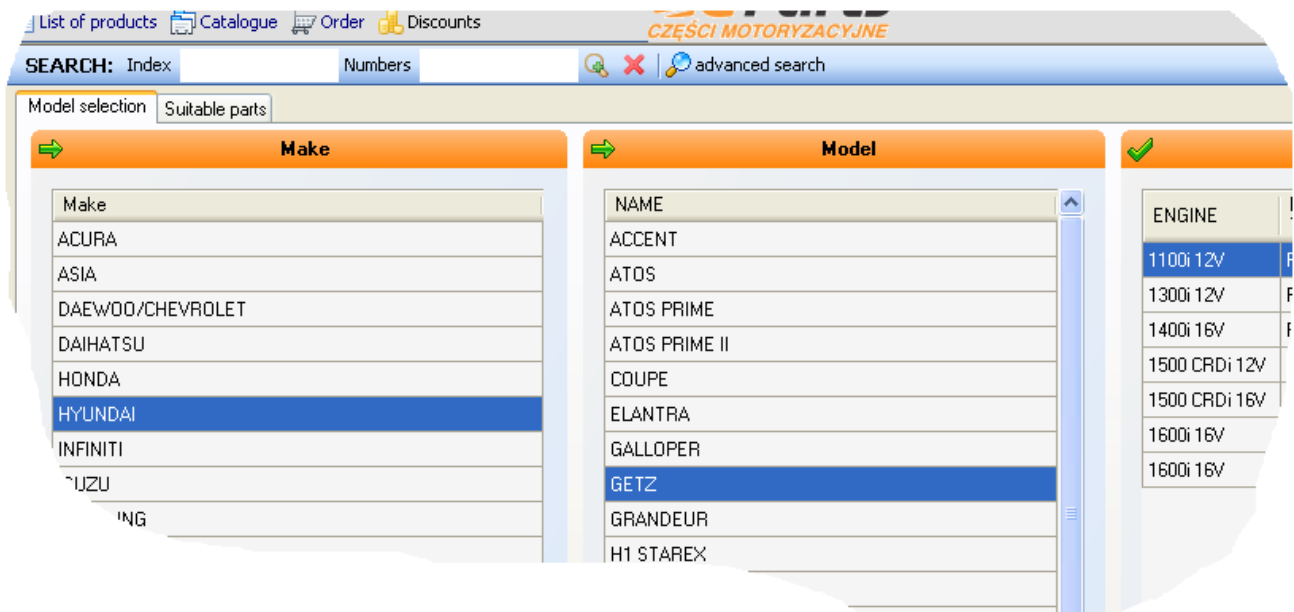 List of products Catalogue Order Discounts
CZĘŚCI MOTORYZACYJNE
SEARCH: Index Numbers advanced search
Model selection Suitable parts
Make Model
Make NAME ENGINE
ACURA ACCENT 1100i 12V
ASIA ATOS 1300i 12V
DAEWOO/CHEVROLET ATOS PRIME 1400i 16V
DAIHATSU ATOS PRIME II 1500 CRDi 12V
HONDA COUPE 1500 CRDi 16V
HYUNDAI ELANTRA 1600i 16V
INFINITI GALLOPER 1600i 16V
GETZ
GRANDEUR
H1 STAREX